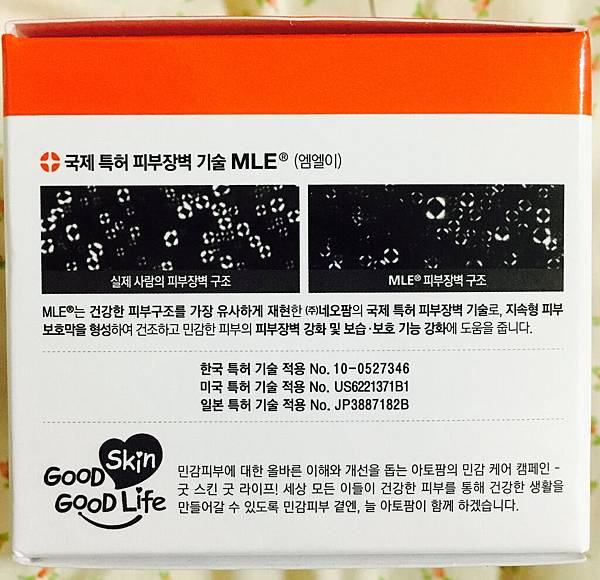 국제 특허 피부장벽 기술 MLE® (엠엘이)
실제 사람의 피부장벽 구조
MLE® 피부장벽 구조
MLE®는 건강한 피부구조를 가장 유사하게 재현한 ㈜네오팜의 국제 특허 피부장벽 기술로, 지속형 피부
보호막을 형성하여 건조하고 민감한 피부의 피부장벽 강화 및 보습·보호 기능 강화에 도움을 줍니다.
한국 특허 기술 적용 No. 10-0527346
미국 특허 기술 적용 No. US6221371B1
일본 특허 기술 적용 No. JP3887182B
GOOD Skin
GOOD Life
민감피부에 대한 올바른 이해와 개선을 돕는 아토팜의 민감 케어 캠페인 -
굿 스킨 굿 라이프! 세상 모든 이들이 건강한 피부를 통해 건강한 생활을
만들어갈 수 있도록 민감피부 곁엔, 늘 아토팜이 함께 하겠습니다.